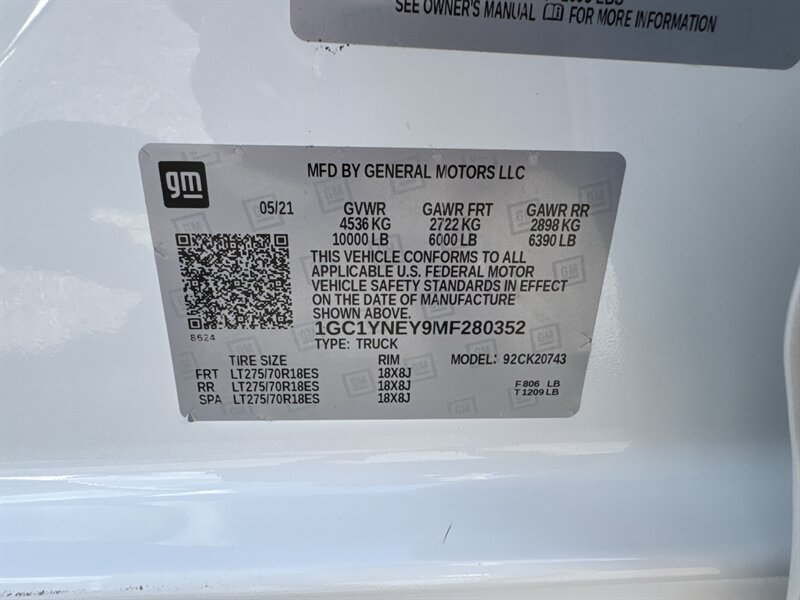 SEE OWNER'S MANUAL FOR MORE INFORMATION
gm
MFD BY GENERAL MOTORS LLC
05/21 GVWR GAWR FRT GAWR RR
4536 KG 2722 KG 2898 KG
10000 LB 6000 LB 6390 LB
THIS VEHICLE CONFORMS TO ALL
APPLICABLE U.S. FEDERAL MOTOR
VEHICLE SAFETY STANDARDS IN EFFECT
ON THE DATE OF MANUFACTURE
SHOWN ABOVE.
8624
1GC1YNEY9MF280352
TYPE: TRUCK
TIRE SIZE RIM MODEL: 92CK20743
FRT LT275/70R18ES 18X8J
RR LT275/70R18ES 18X8J F 806 LB
SPA LT275/70R18ES 18X8J T 1209 LB